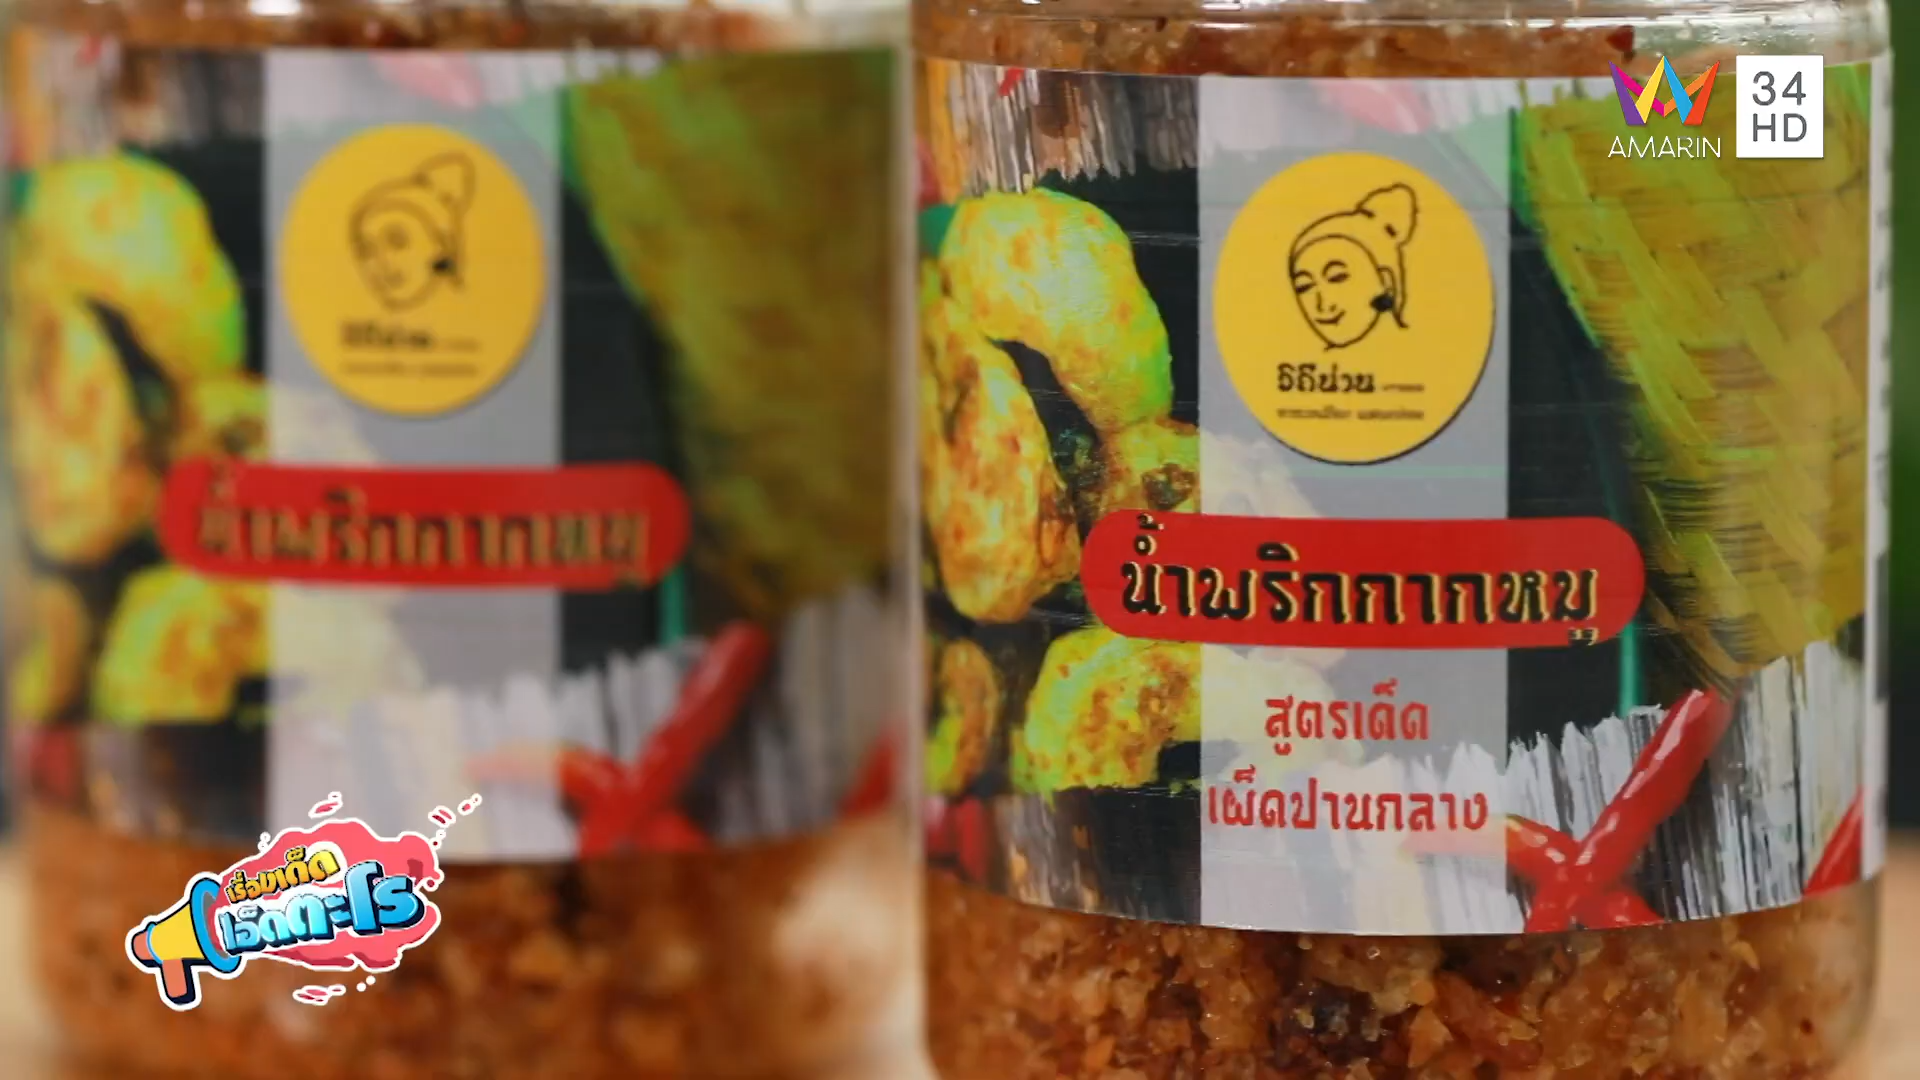 AMARIN
34
HD
วิถีนวน
น้ำพริกกากหมู
น้ำพริกกากหมู
สูตรเด็ด
เผ็ดปานกลาง
เรื่องเด็ด
เอ็ดตะโร